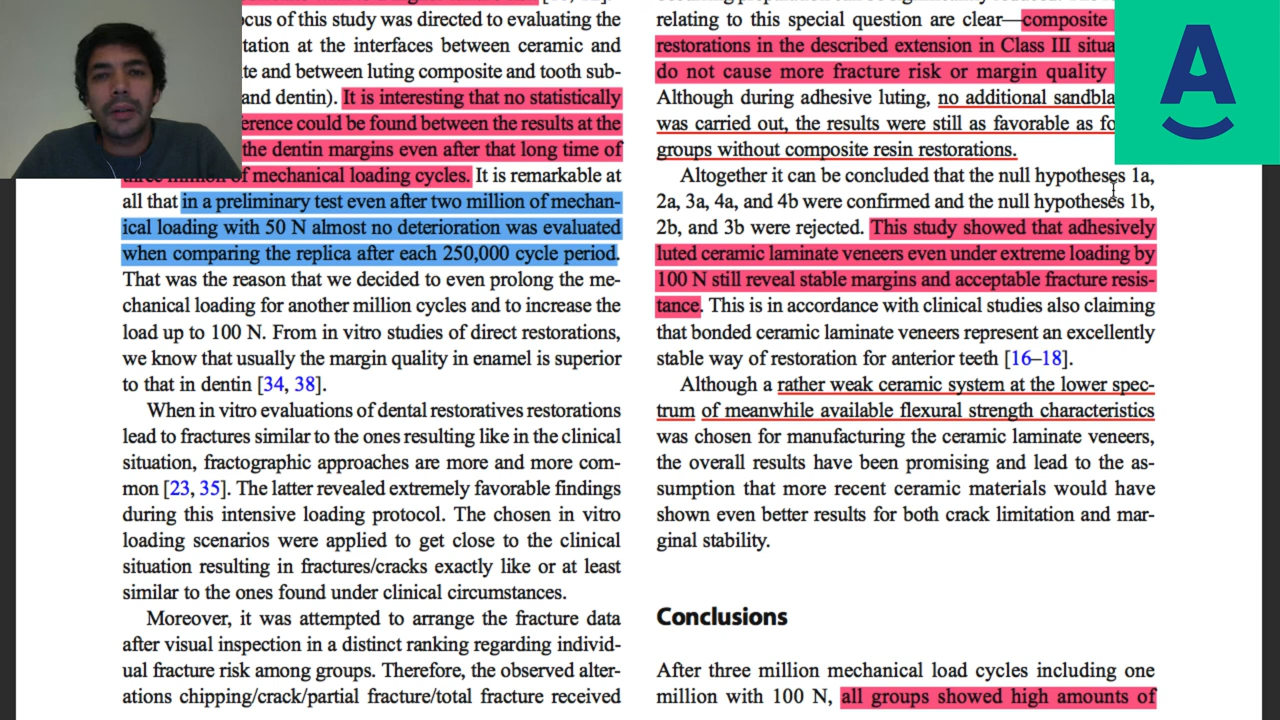 ocus of this study was directed to evaluating the
tation at the interfaces between ceramic and
te and between luting composite and tooth sub-
and dentin). It is interesting that no statistically
erence could be found between the results at the
the dentin margins even after that long time of
three million of mechanical loading cycles. It is remarkable at
all that in a preliminary test even after two million of mechan-
ical loading with 50 N almost no deterioration was evaluated
when comparing the replica after each 250,000 cycle period.
That was the reason that we decided to even prolong the me-
chanical loading for another million cycles and to increase the
load up to 100 N. From in vitro studies of direct restorations,
we know that usually the margin quality in enamel is superior
to that in dentin [34, 38].
When in vitro evaluations of dental restoratives restorations
lead to fractures similar to the ones resulting like in the clinical
situation, fractographic approaches are more and more com-
mon [23, 35]. The latter revealed extremely favorable findings
during this intensive loading protocol. The chosen in vitro
loading scenarios were applied to get close to the clinical
situation resulting in fractures/cracks exactly like or at least
similar to the ones found under clinical circumstances.
Moreover, it was attempted to arrange the fracture data
after visual inspection in a distinct ranking regarding individ-
ual fracture risk among groups. Therefore, the observed alter-
ations chipping/crack/partial fracture/total fracture received
relating to this special question are clear—composite
restorations in the described extension in Class III situa
do not cause more fracture risk or margin quality
Although during adhesive luting, no additional sandbla
was carried out, the results were still as favorable as fo
groups without composite resin restorations.
Altogether it can be concluded that the null hypotheses 1a,
2a, 3a, 4a, and 4b were confirmed and the null hypotheses 1b,
2b, and 3b were rejected. This study showed that adhesively
luted ceramic laminate veneers even under extreme loading by
100 N still reveal stable margins and acceptable fracture resis-
tance. This is in accordance with clinical studies also claiming
that bonded ceramic laminate veneers represent an excellently
stable way of restoration for anterior teeth [16–18].
Although a rather weak ceramic system at the lower spec-
trum of meanwhile available flexural strength characteristics
was chosen for manufacturing the ceramic laminate veneers,
the overall results have been promising and lead to the as-
sumption that more recent ceramic materials would have
shown even better results for both crack limitation and mar-
ginal stability.
Conclusions
After three million mechanical load cycles including one
million with 100 N, all groups showed high amounts of
A